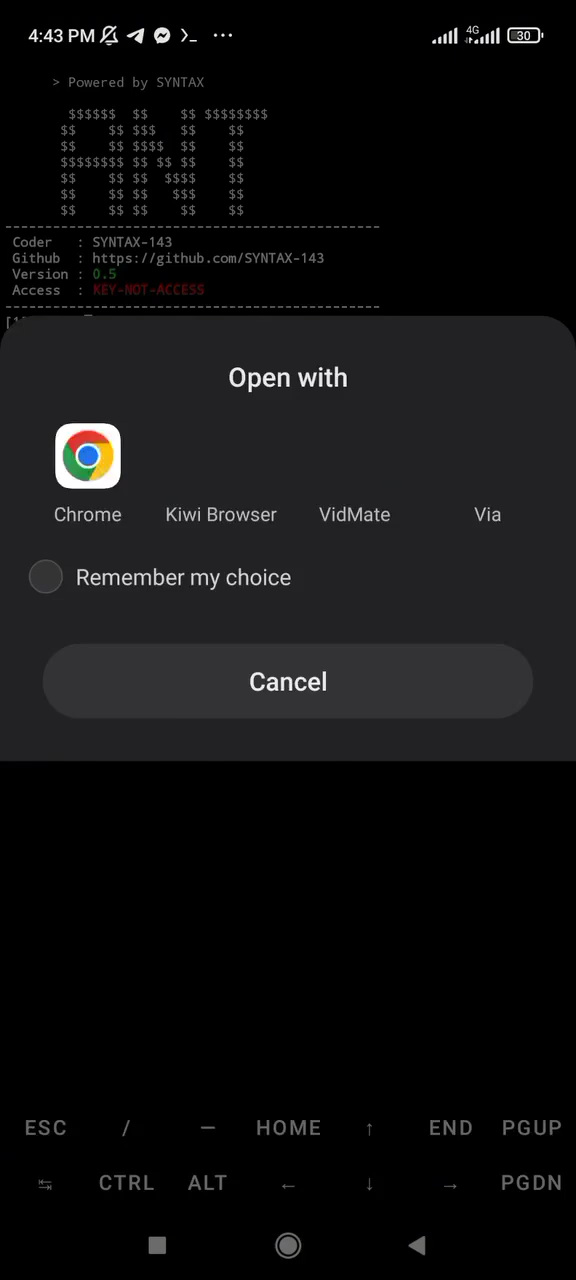 4:43 PM 4G 30
> Powered by SYNTAX
$$$$$$ $$ $$ $$$$$$$$
$$ $$ $$$ $$ $$
$$ $$ $$$$ $$ $$
$$$$$$$$ $$ $$ $$ $$
$$ $$ $$ $$$$ $$
$$ $$ $$ $$$ $$
$$ $$ $$ $$ $$
-----------------------------------------------
Coder : SYNTAX-143
Github : https://github.com/SYNTAX-143
Version : 0.5
Access : KEY-NOT-ACCESS
-----------------------------------------------
Open with
Chrome Kiwi Browser VidMate Via
Remember my choice
Cancel
ESC / — HOME ↑ END PGUP
↹ CTRL ALT ← ↓ → PGDN